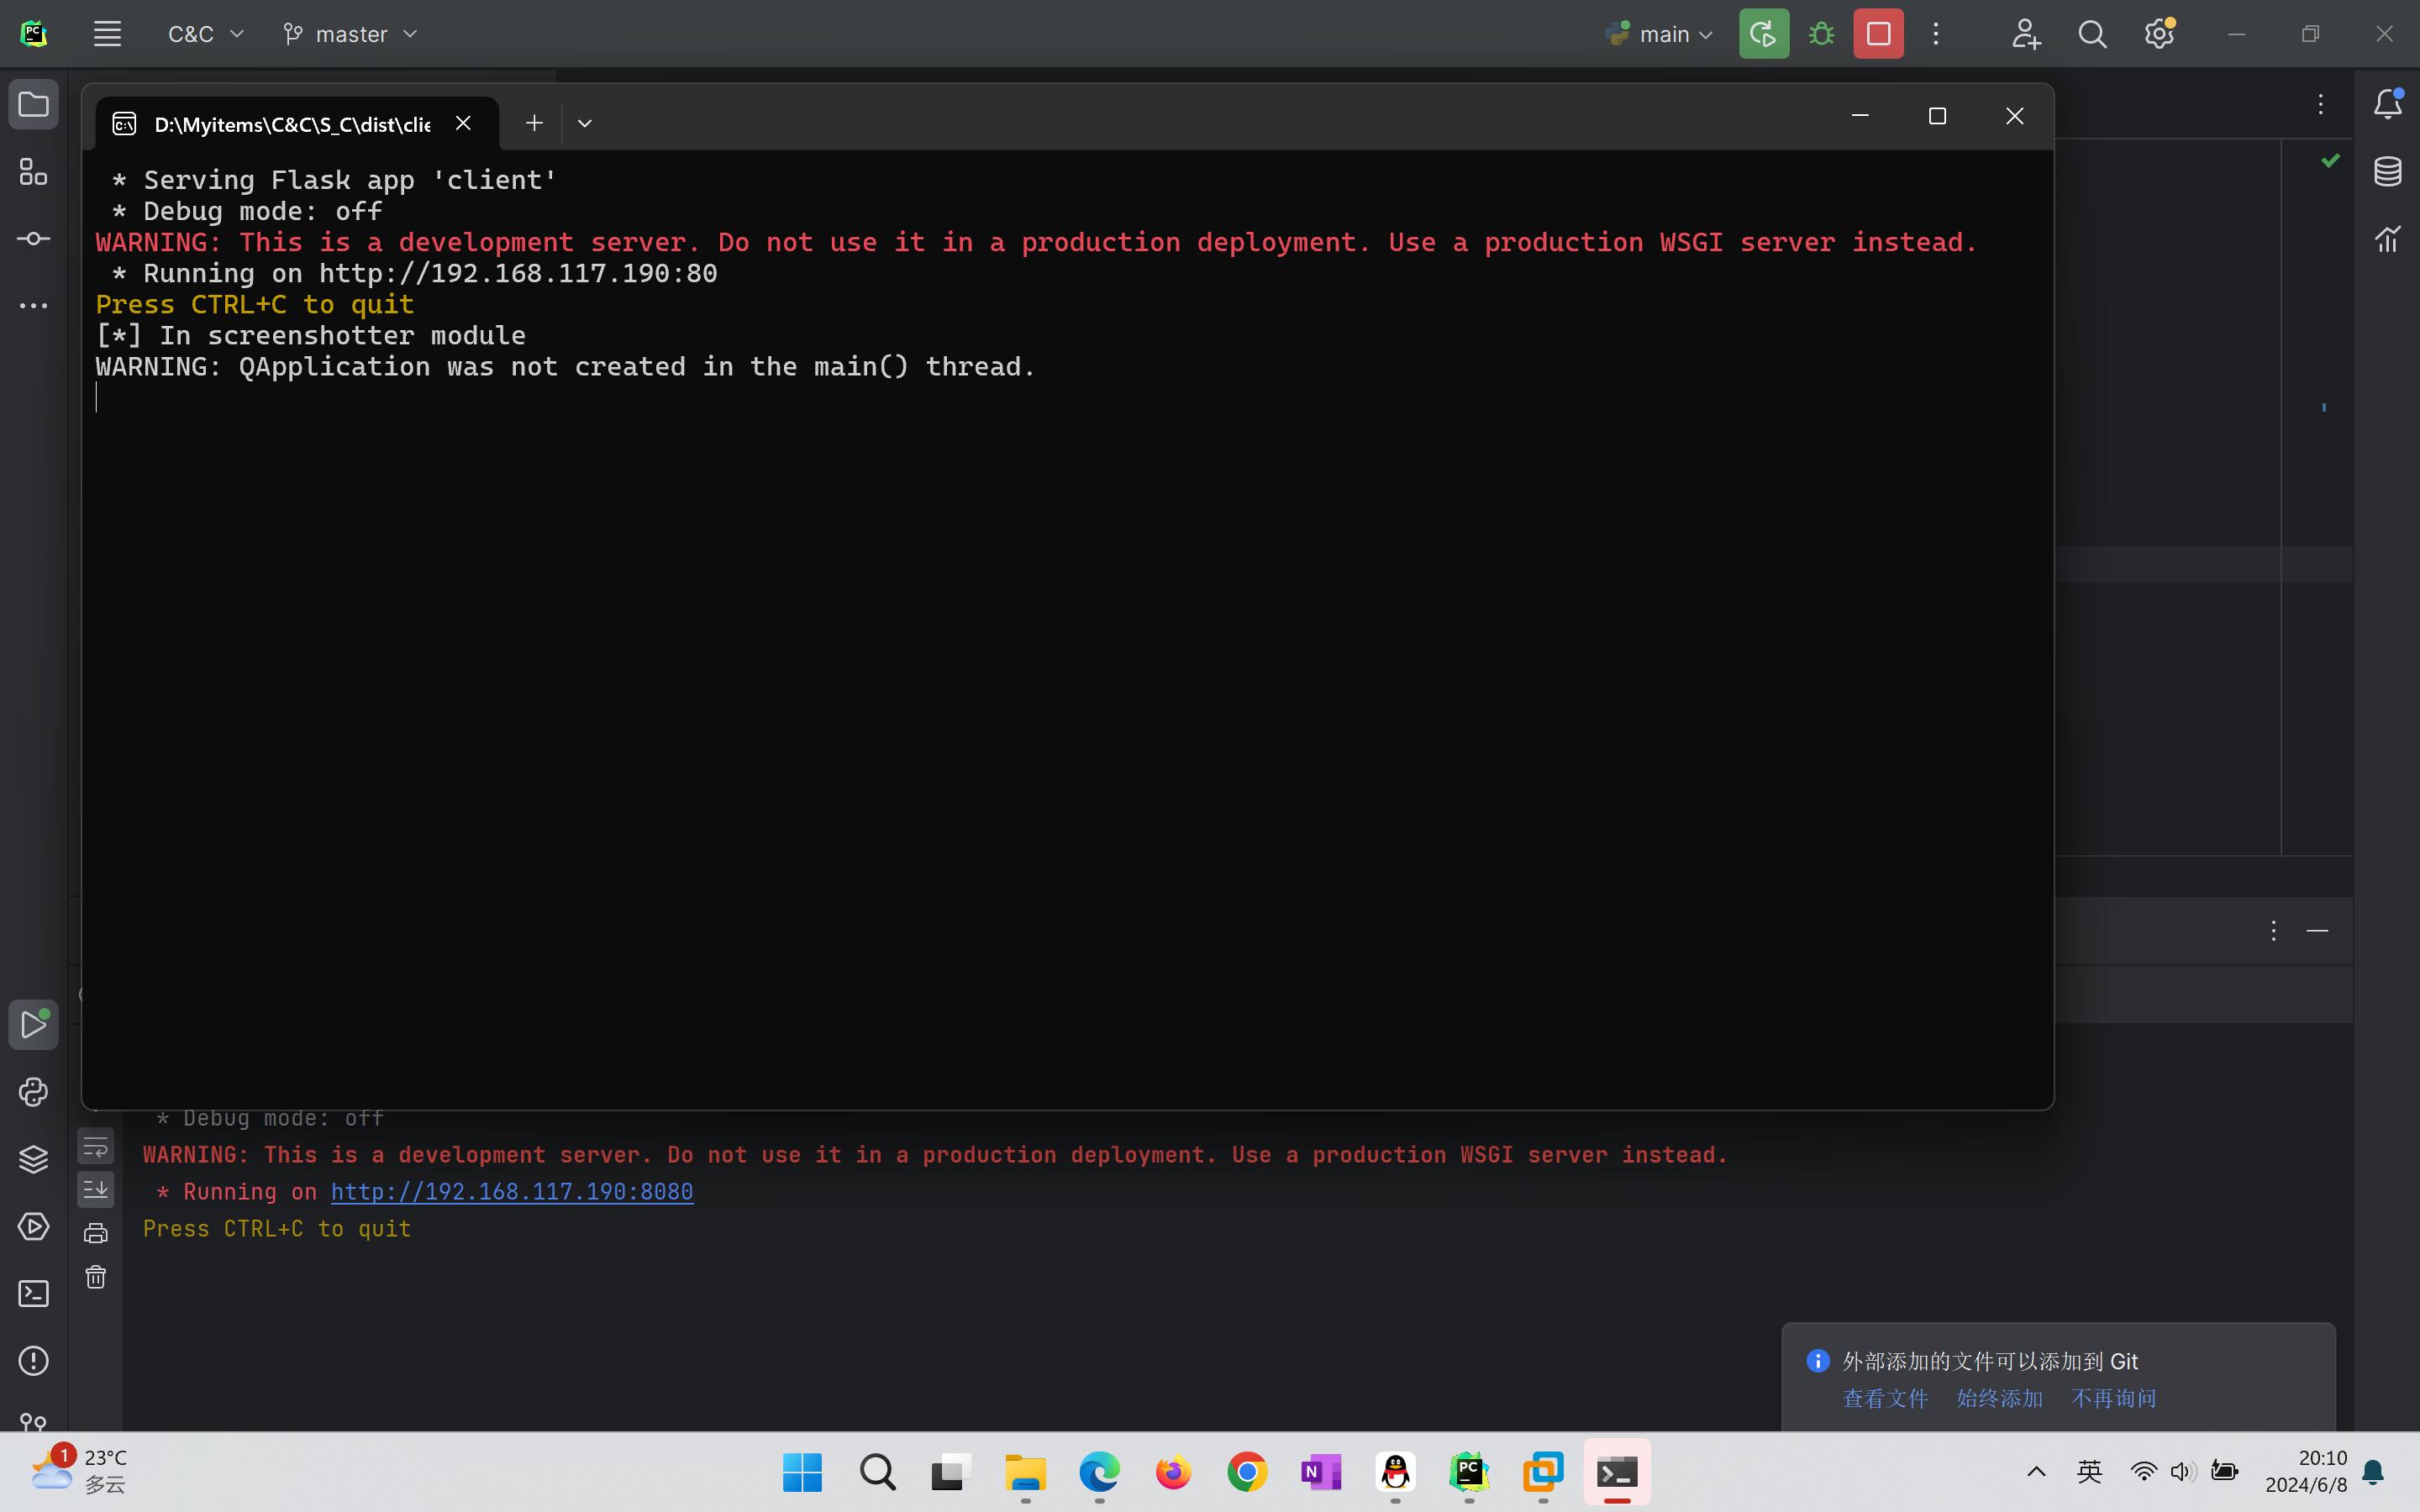 C&C
master
main
D:\Myitems\C&C\S_C\dist\clie
* Serving Flask app 'client'
* Debug mode: off
WARNING: This is a development server. Do not use it in a production deployment. Use a production WSGI server instead.
* Running on http://192.168.117.190:80
Press CTRL+C to quit
[*] In screenshotter module
WARNING: QApplication was not created in the main() thread.
* Debug mode: off
WARNING: This is a development server. Do not use it in a production deployment. Use a production WSGI server instead.
* Running on http://192.168.117.190:8080
Press CTRL+C to quit
外部添加的文件可以添加到 Git
查看文件 始终添加 不再询问
1
23°C
多云
英
20:10
2024/6/8